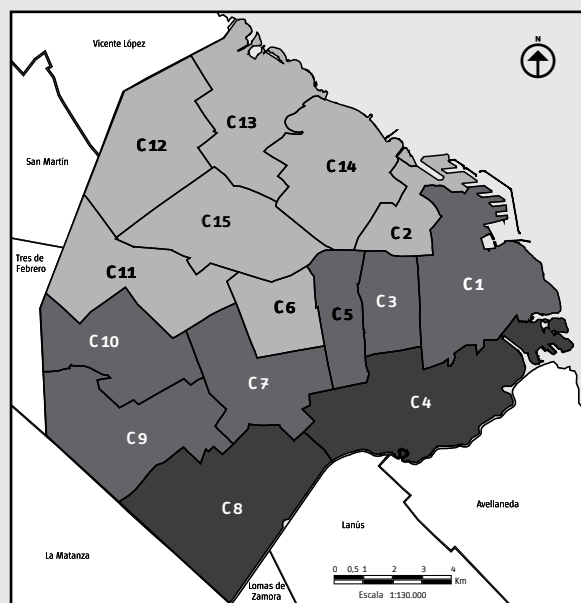 Vicente López
N
C13
C12
San Martín
C14
C15
C2
Tres de
Febrero
C11
C1
C6
C5
C3
C10
C7
C4
C9
C8
Avellaneda
Lanús
La Matanza
0 0,5 1 2 3 4
Km
Escala 1:130.000
Lomas de
Zamora